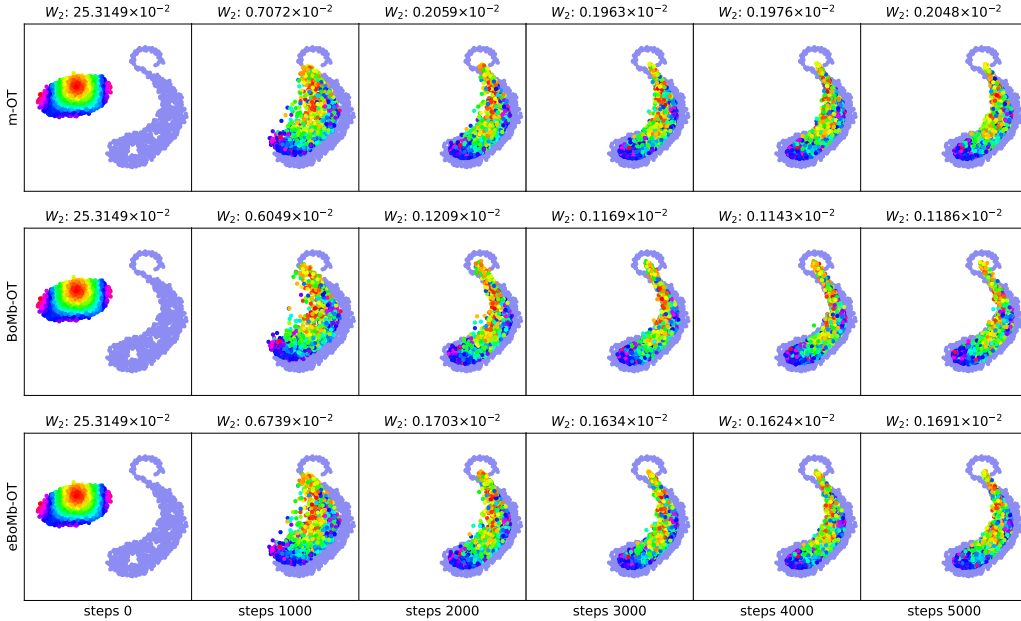 W₂: 25.3149×10⁻² W₂: 0.7072×10⁻² W₂: 0.2059×10⁻² W₂: 0.1963×10⁻² W₂: 0.1976×10⁻² W₂: 0.2048×10⁻²
m-OT
W₂: 25.3149×10⁻² W₂: 0.6049×10⁻² W₂: 0.1209×10⁻² W₂: 0.1169×10⁻² W₂: 0.1143×10⁻² W₂: 0.1186×10⁻²
BoMb-OT
W₂: 25.3149×10⁻² W₂: 0.6739×10⁻² W₂: 0.1703×10⁻² W₂: 0.1634×10⁻² W₂: 0.1624×10⁻² W₂: 0.1691×10⁻²
eBoMb-OT
steps 0 steps 1000 steps 2000 steps 3000 steps 4000 steps 5000